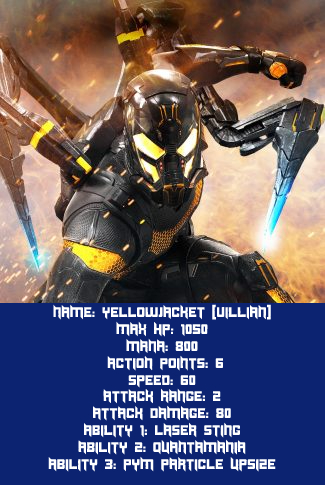 NAME: YELLOWJACKET [VILLIAN]
MAX HP: 1050
MANA: 800
ACTION POINTS: 6
SPEED: 60
ATTACK RANGE: 2
ATTACK DAMAGE: 80
ABILITY 1: LASER STING
ABILITY 2: QUANTAMANIA
ABILITY 3: PYM PARTICLE UPSIZE